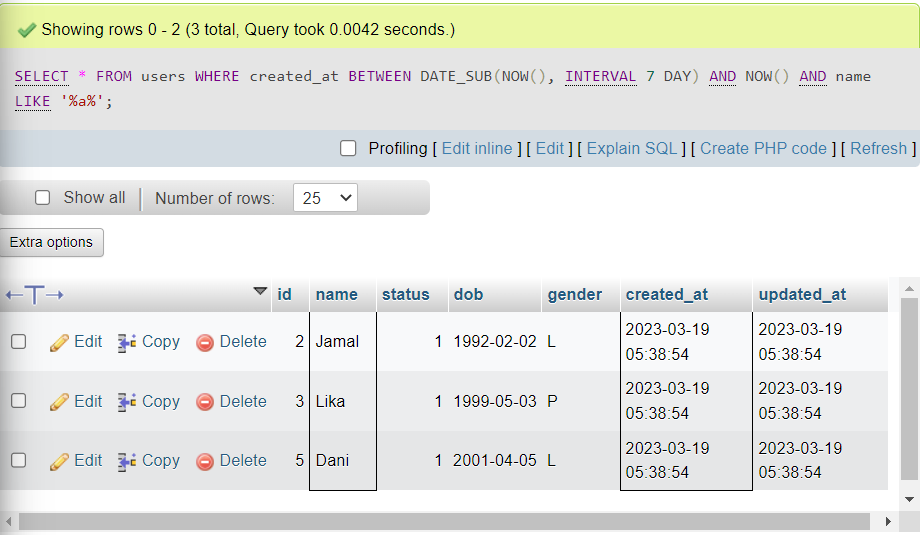 Showing rows 0 - 2 (3 total, Query took 0.0042 seconds.)
SELECT * FROM users WHERE created_at BETWEEN DATE_SUB(NOW(), INTERVAL 7 DAY) AND NOW() AND name
LIKE '%a%';
Profiling [ Edit inline ] [ Edit ] [ Explain SQL ] [ Create PHP code ] [ Refresh ]
Show all Number of rows: 25
Extra options
id name status dob gender created_at updated_at
Edit Copy Delete 2 Jamal 1 1992-02-02 L 2023-03-19 2023-03-19
05:38:54 05:38:54
Edit Copy Delete 3 Lika 1 1999-05-03 P 2023-03-19 2023-03-19
05:38:54 05:38:54
Edit Copy Delete 5 Dani 1 2001-04-05 L 2023-03-19 2023-03-19
05:38:54 05:38:54